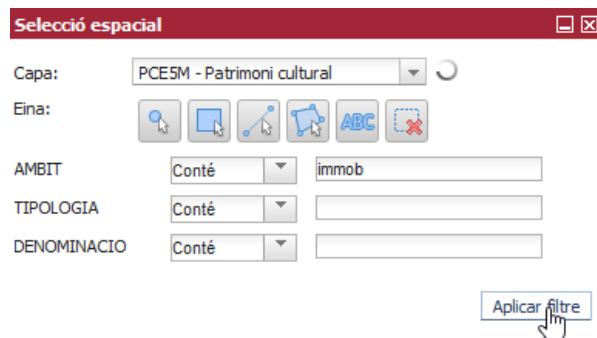 Selecció espacial
Capa: PCE5M - Patrimoni cultural
Eina: ABC
AMBIT Conté immob
TIPOLOGIA Conté
DENOMINACIO Conté
Aplicar filtre